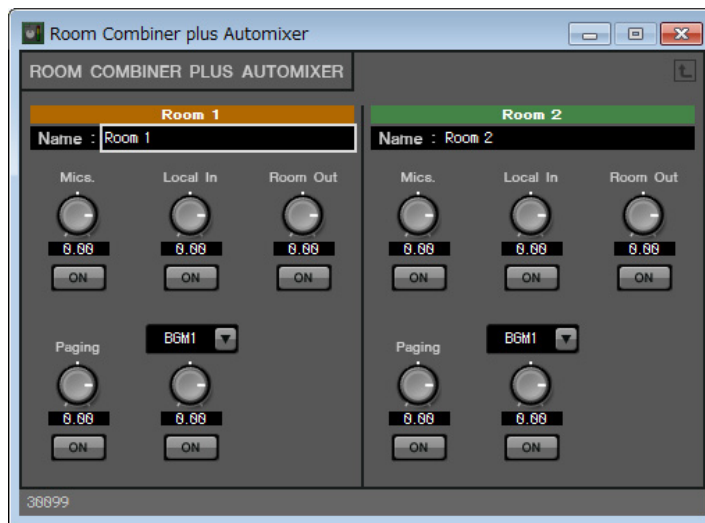 Room Combiner plus Automixer
ROOM COMBINER PLUS AUTOMIXER
Room 1
Name : Room 1
Mics. Local In Room Out
0.00 0.00 0.00
ON ON ON
Paging BGM1
0.00 0.00
ON ON
Room 2
Name : Room 2
Mics. Local In Room Out
0.00 0.00 0.00
ON ON ON
Paging BGM1
0.00 0.00
ON ON
30099